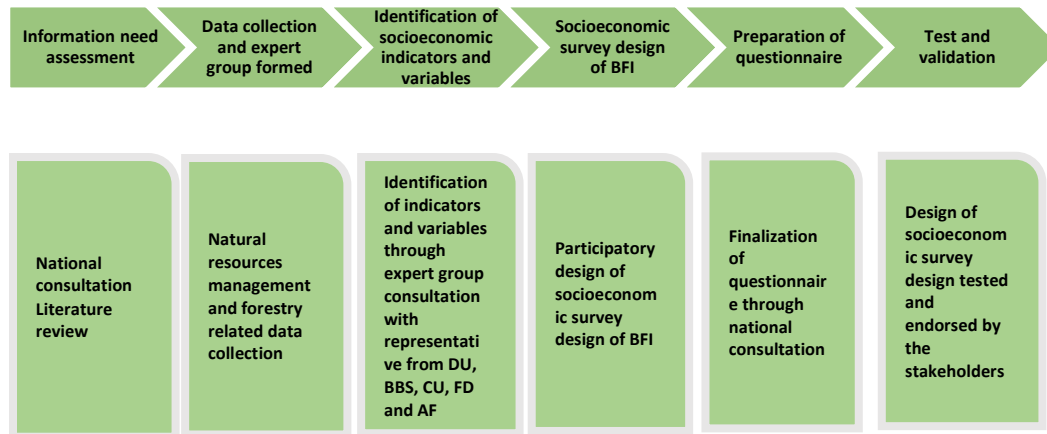 Information need
assessment
Data collection
and expert
group formed
Identification of
socioeconomic
indicators and
variables
Socioeconomic
survey design
of BFI
Preparation of
questionnaire
Test and
validation
National
consultation
Literature
review
Natural
resources
management
and forestry
related data
collection
Identification
of indicators
and variables
through
expert group
consultation
with
representati
ve from DU,
BBS, CU, FD
and AF
Participatory
design of
socioeconom
ic survey
design of BFI
Finalization
of
questionnair
e through
national
consultation
Design of
socioeconom
ic survey
design tested
and
endorsed by
the
stakeholders